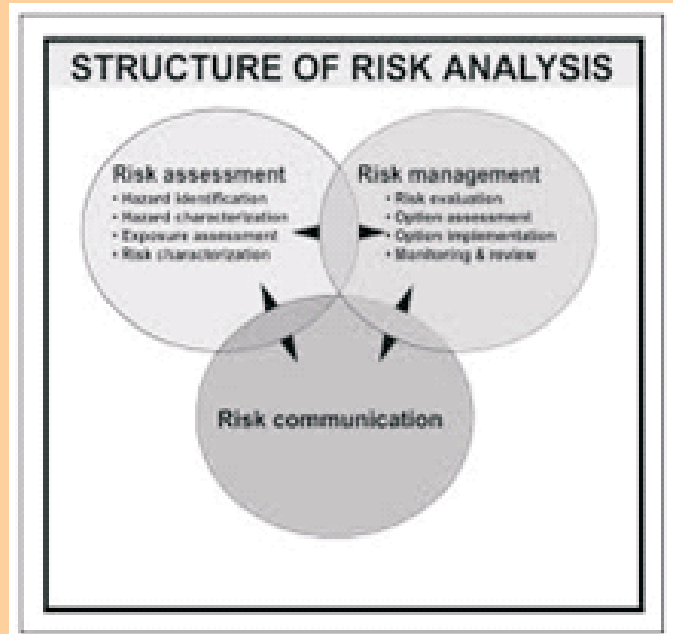 STRUCTURE OF RISK ANALYSIS
Risk assessment
• Hazard identification
• Hazard characterization
• Exposure assessment
• Risk characterization
Risk management
• Risk evaluation
• Option assessment
• Option implementation
• Monitoring & review
Risk communication